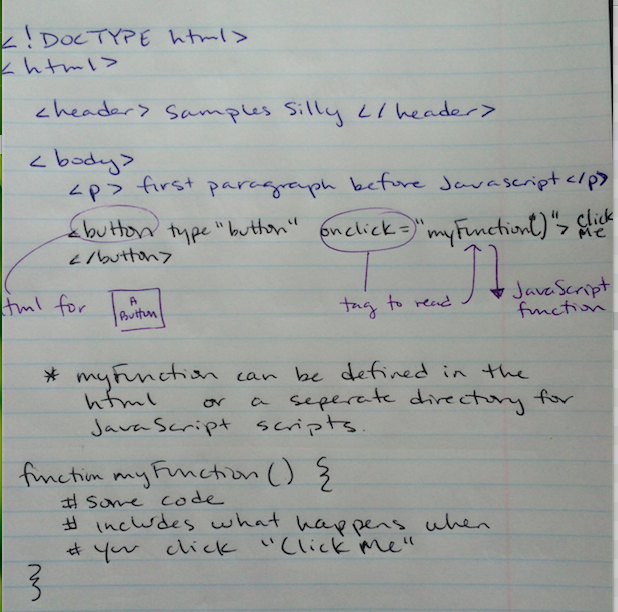 <!DOCTYPE html>
<html>
<header> Samples Silly </header>
<body>
<p> first paragraph before Javascript </p>
<button type "button" onclick = "myFunction()"> click Me
</button>
tml for A Button tag to read JavaScript function
* myFunction can be defined in the
html or a seperate directory for
JavaScript scripts.
function myFunction () {
# some code
# includes what happens when
# you click "Click Me"
}